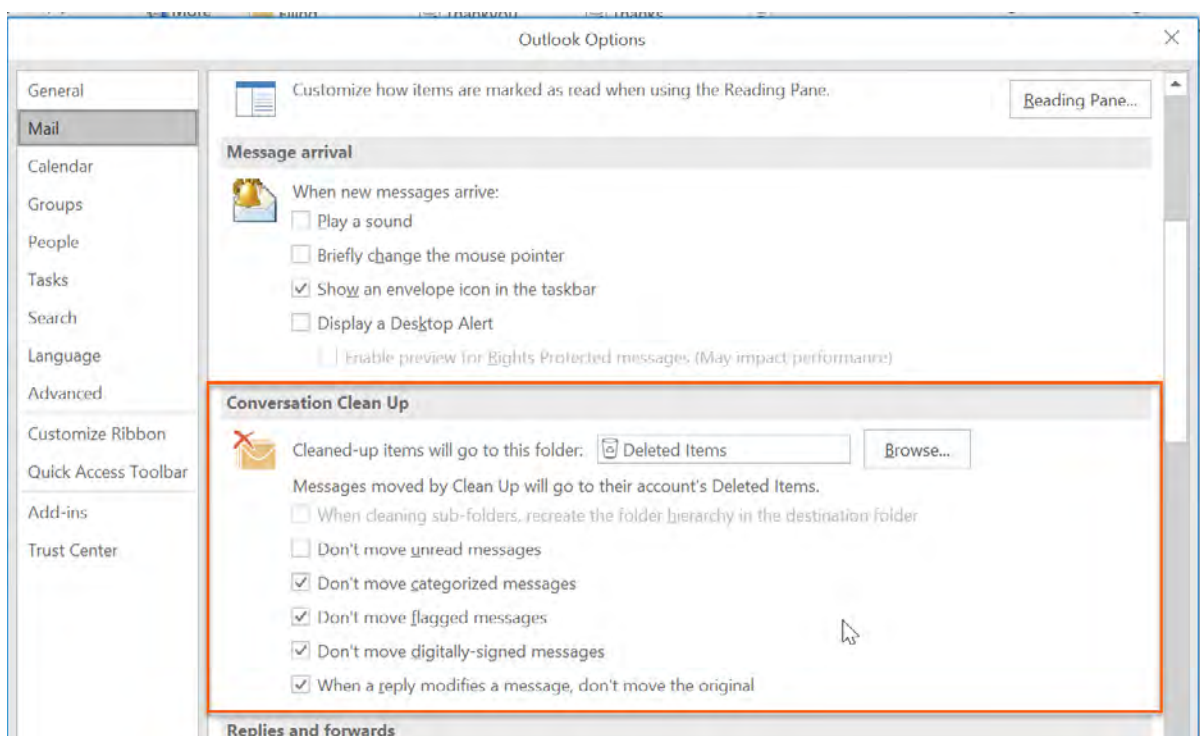 More Filing Thankyou Thanks
Outlook Options
General
Mail
Calendar
Groups
People
Tasks
Search
Language
Advanced
Customize Ribbon
Quick Access Toolbar
Add-ins
Trust Center
Customize how items are marked as read when using the Reading Pane.
Reading Pane...
Message arrival
When new messages arrive:
Play a sound
Briefly change the mouse pointer
Show an envelope icon in the taskbar
Display a Desktop Alert
Enable preview for Rights Protected messages (May impact performance)
Conversation Clean Up
Cleaned-up items will go to this folder: Deleted Items Browse...
Messages moved by Clean Up will go to their account's Deleted Items.
When cleaning sub-folders, recreate the folder hierarchy in the destination folder
Don't move unread messages
Don't move categorized messages
Don't move flagged messages
Don't move digitally-signed messages
When a reply modifies a message, don't move the original
Replies and forwards